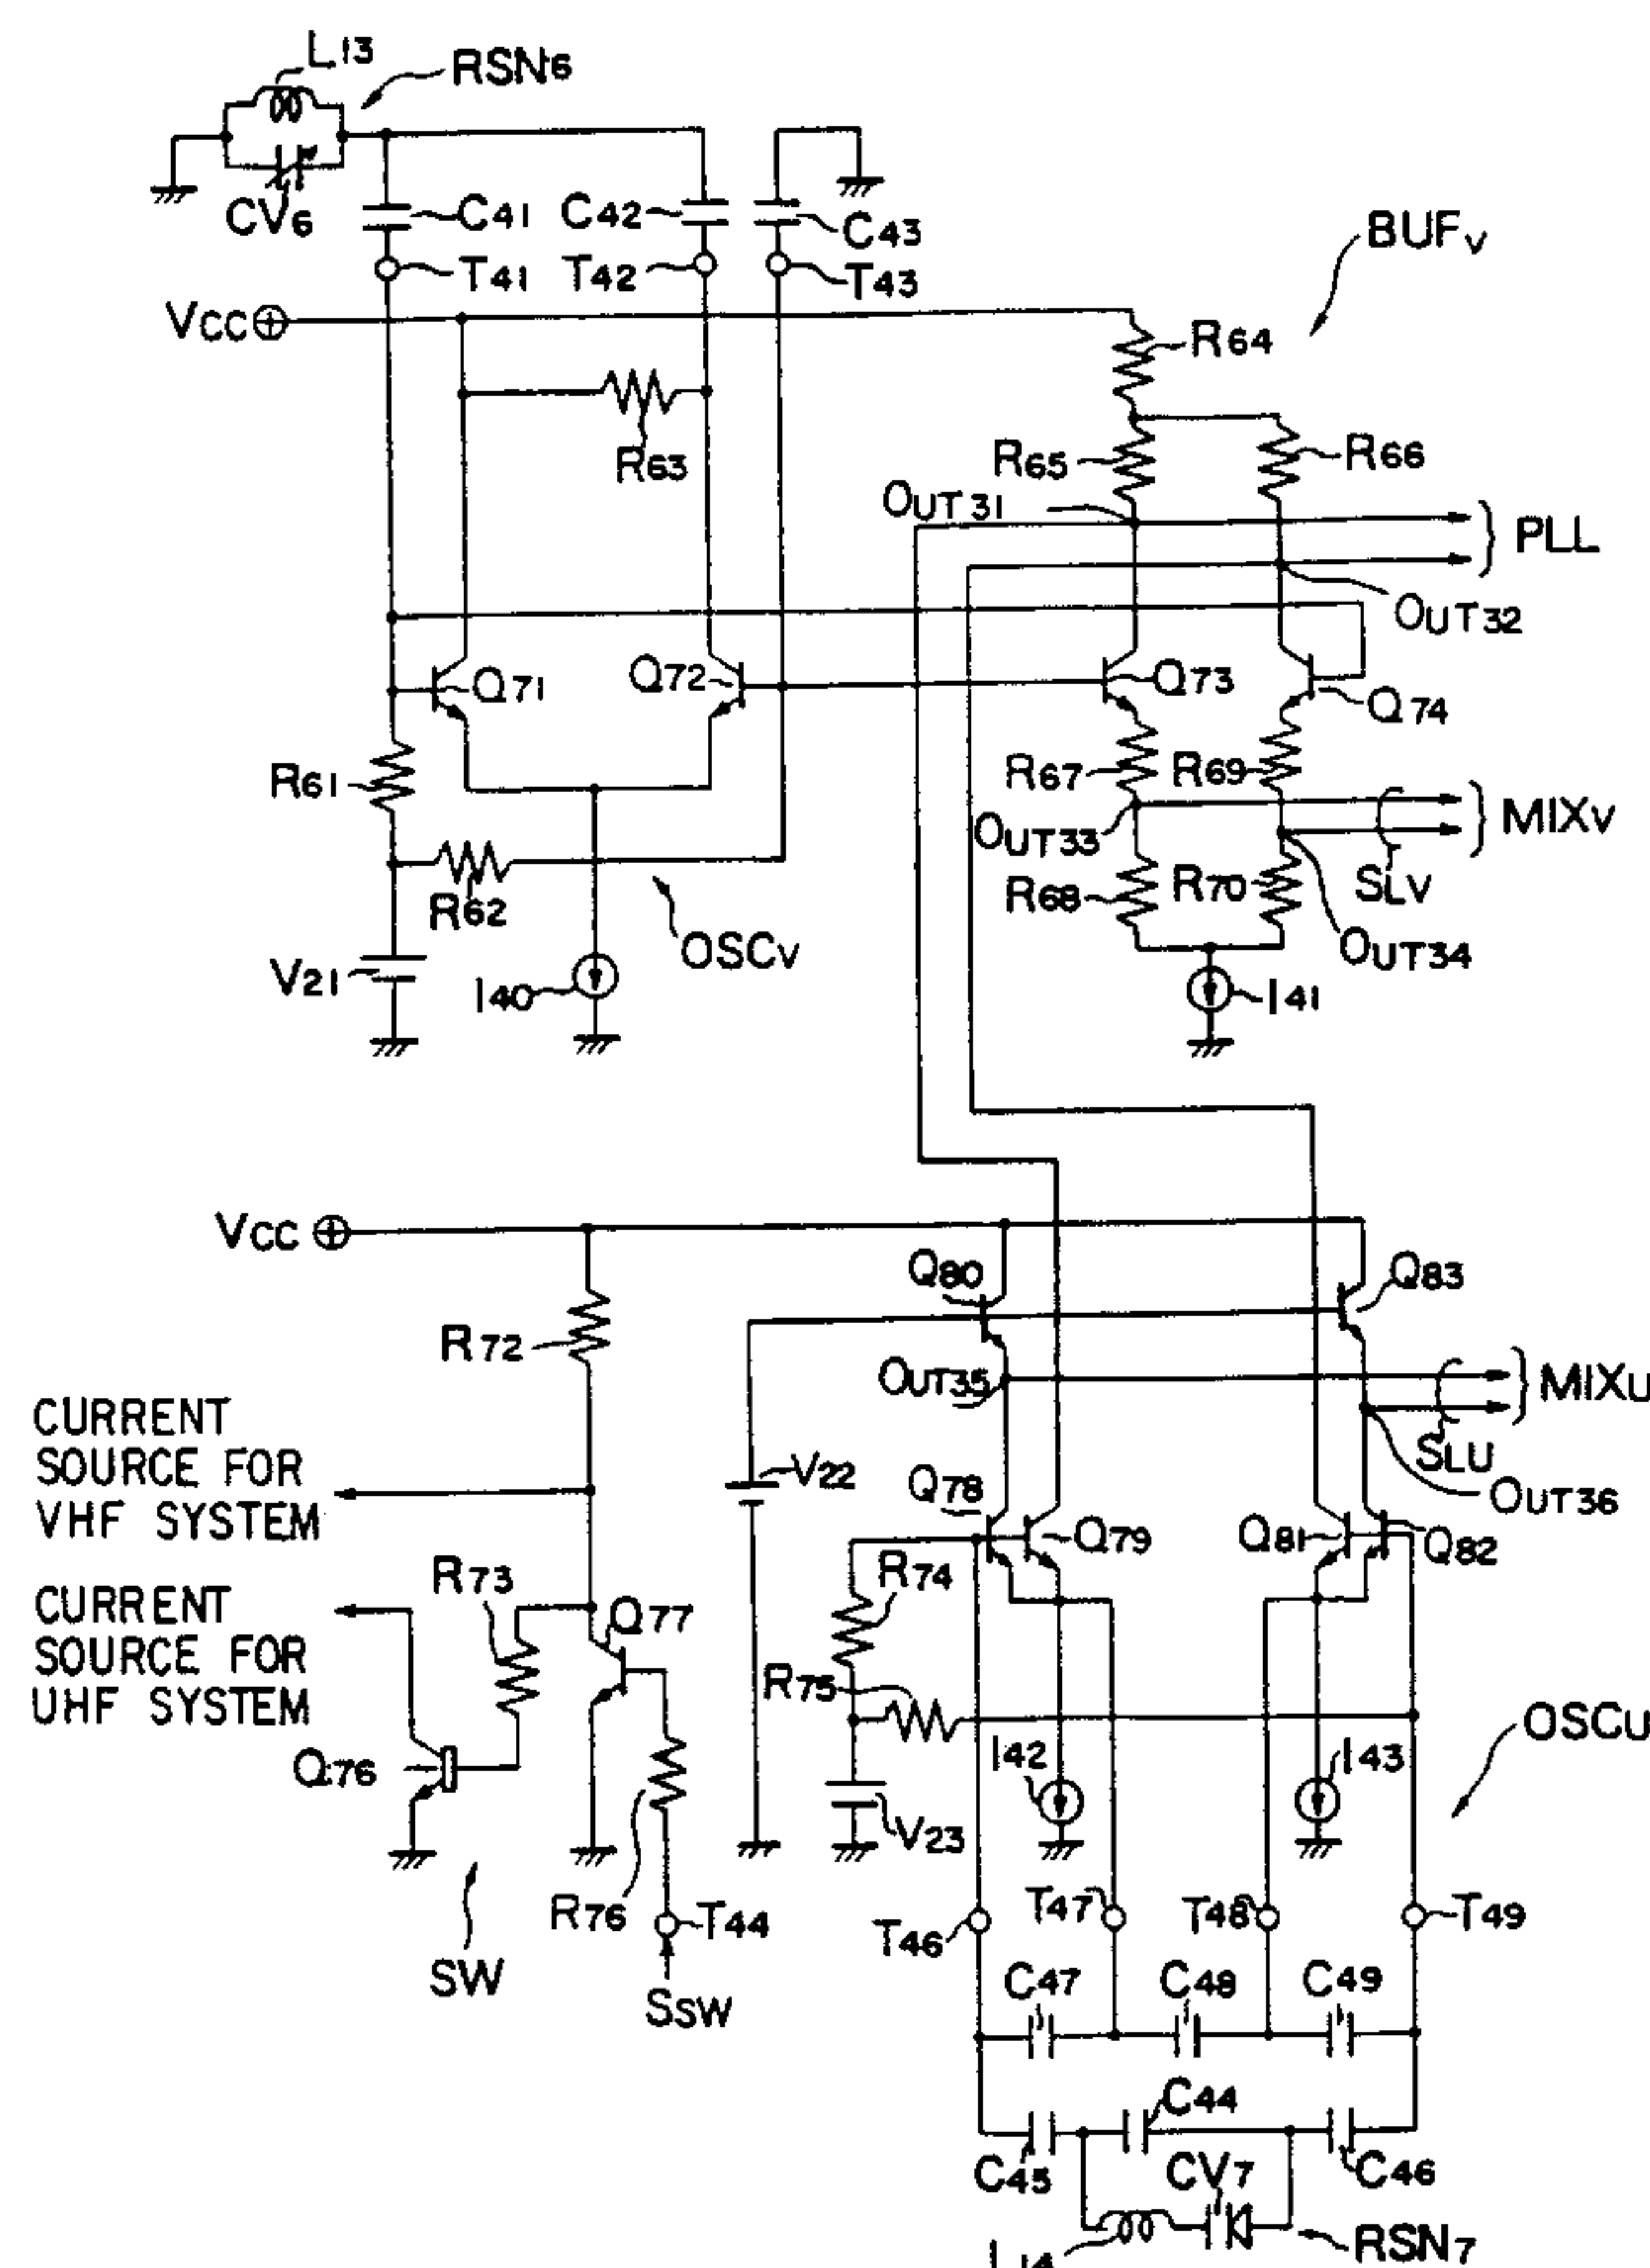 L13
RSN6
CV6
C41
C42
C43
T41
T42
T43
BUFV
VCC
R64
R63
R65
R66
OUT31
PLL
OUT32
Q71
Q72
Q73
Q74
R61
R67
R69
OUT33
MIXV
R62
R68
R70
SLV
OSCV
OUT34
V21
I40
I41
VCC
Q80
Q83
R72
OUT35
MIXU
SLU
OUT36
CURRENT
SOURCE FOR
VHF SYSTEM
V22
Q78
Q79
Q81
Q82
R73
R74
CURRENT
SOURCE FOR
UHF SYSTEM
Q77
R75
OSCU
Q76
I42
I43
V23
R76
T44
T46
T47
T48
T49
SW
SSW
C47
C48
C49
C44
C45
CV7
C46
L14
RSN7